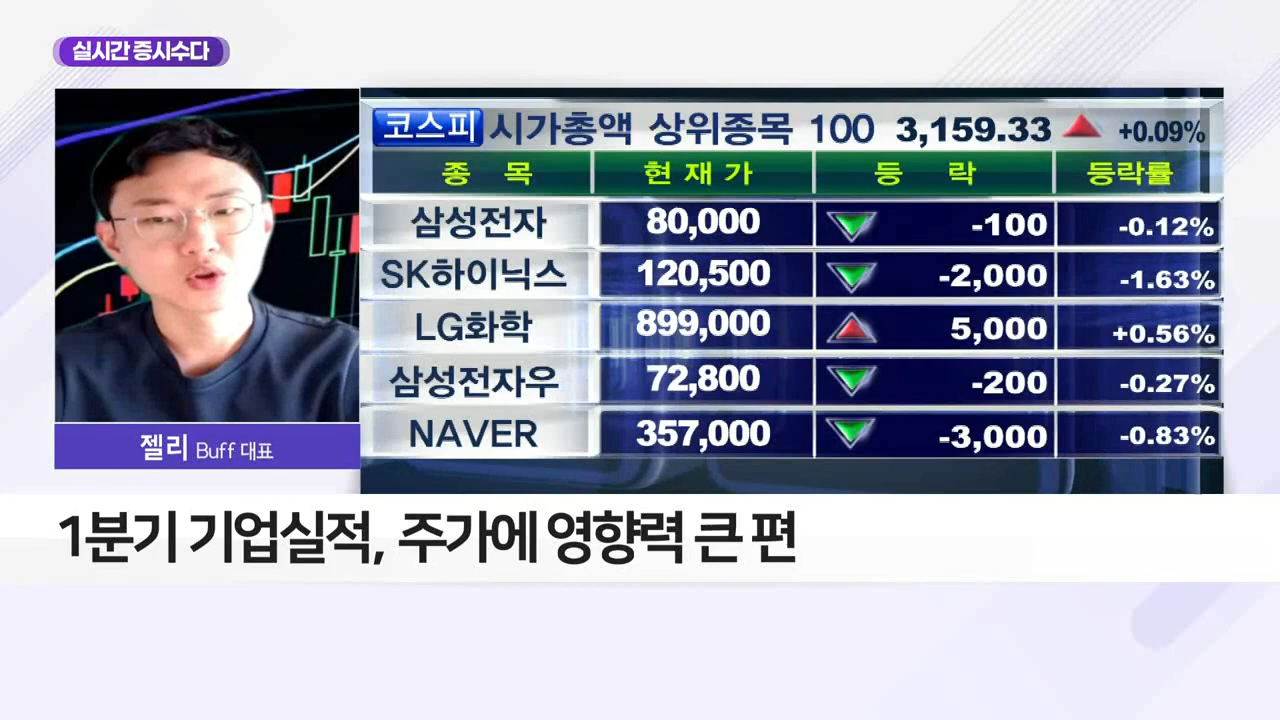 실시간 증시수다
코스피 시가총액 상위종목 100 3,159.33 ▲ +0.09%
종 목 현재가 등 락 등락률
삼성전자 80,000 ▼ -100 -0.12%
SK하이닉스 120,500 ▼ -2,000 -1.63%
LG화학 899,000 ▲ 5,000 +0.56%
삼성전자우 72,800 ▼ -200 -0.27%
NAVER 357,000 ▼ -3,000 -0.83%
젤리 Buff 대표
1분기 기업실적, 주가에 영향력 큰 편